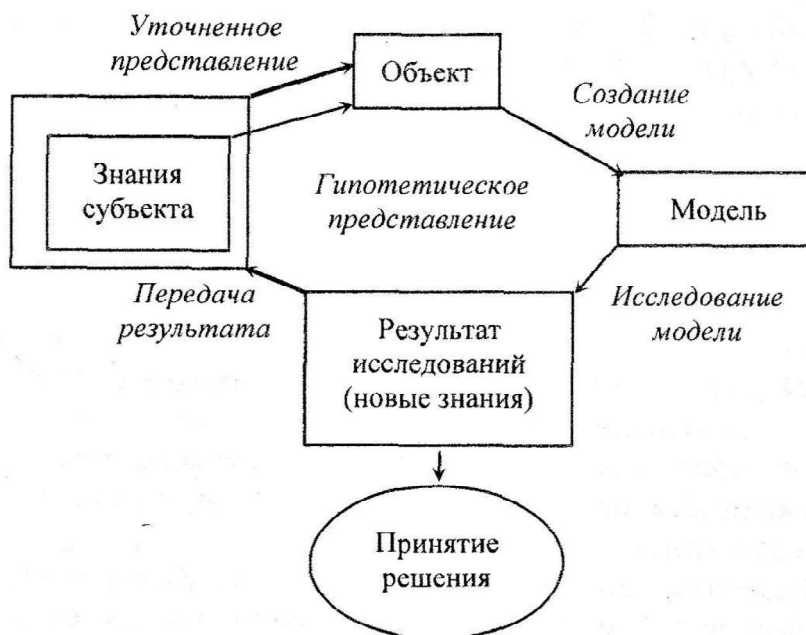 Уточненное
представление
Объект
Создание
модели
Знания
субъекта
Гипотетическое
представление
Модель
Передача
результата
Результат
исследований
(новые знания)
Исследование
модели
Принятие
решения